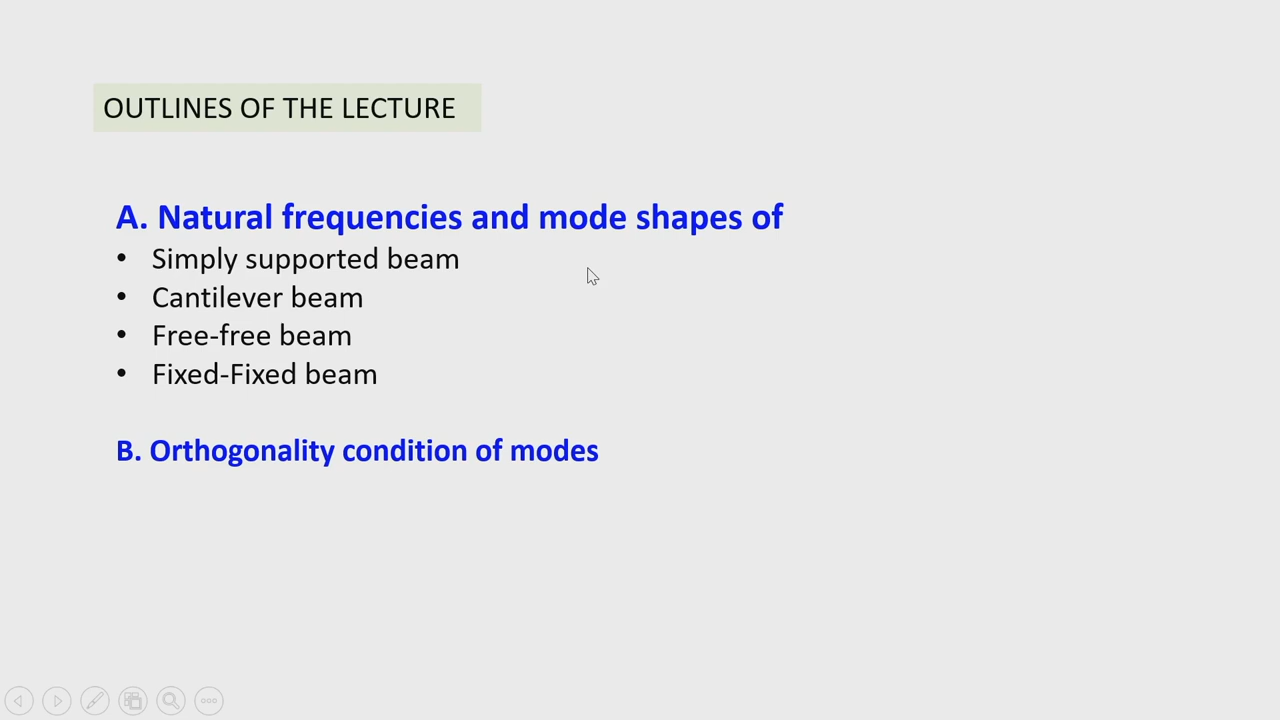 OUTLINES OF THE LECTURE
A. Natural frequencies and mode shapes of
• Simply supported beam
• Cantilever beam
• Free-free beam
• Fixed-Fixed beam
B. Orthogonality condition of modes